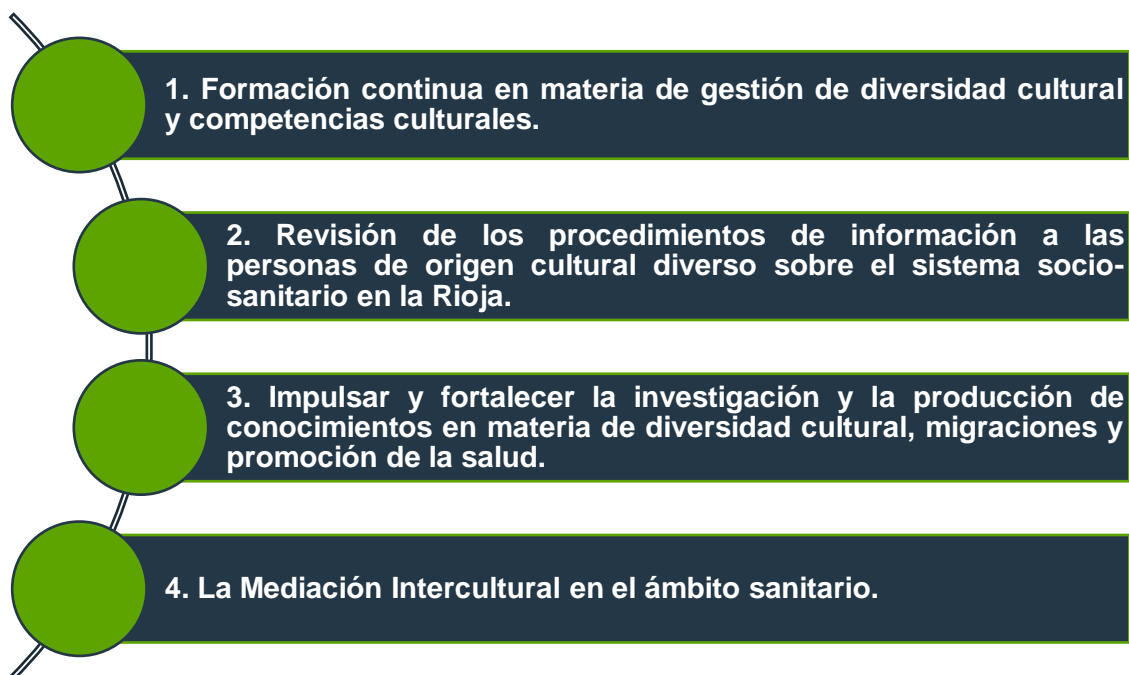 1. Formación continua en materia de gestión de diversidad cultural
y competencias culturales.
2. Revisión de los procedimientos de información a las
personas de origen cultural diverso sobre el sistema socio-
sanitario en la Rioja.
3. Impulsar y fortalecer la investigación y la producción de
conocimientos en materia de diversidad cultural, migraciones y
promoción de la salud.
4. La Mediación Intercultural en el ámbito sanitario.